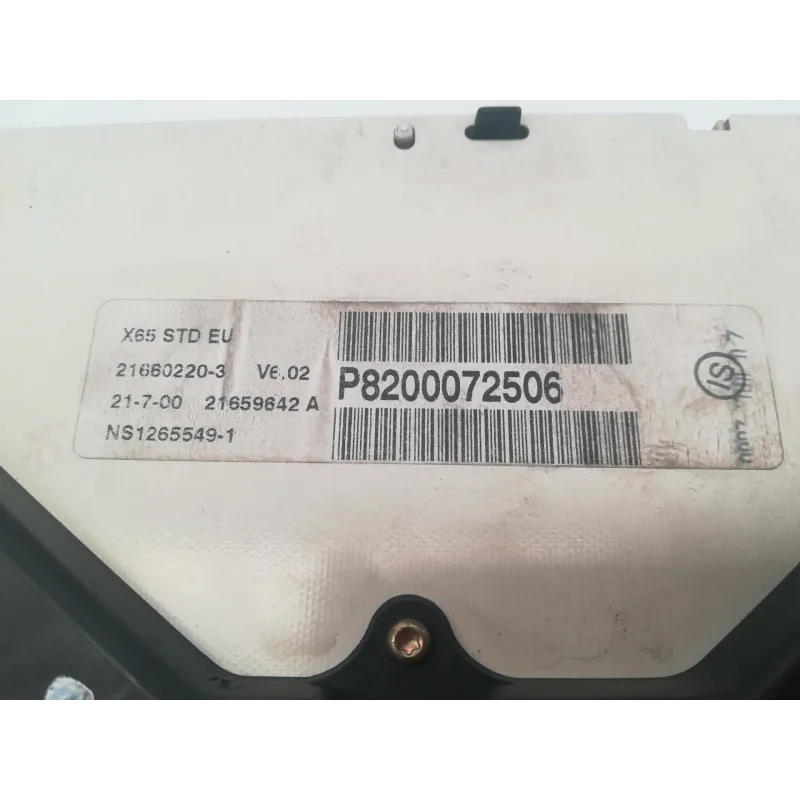 X65 STD EU
21660220-3 V6.02
21-7-00 21659642 A
NS1265549-1
P8200072506